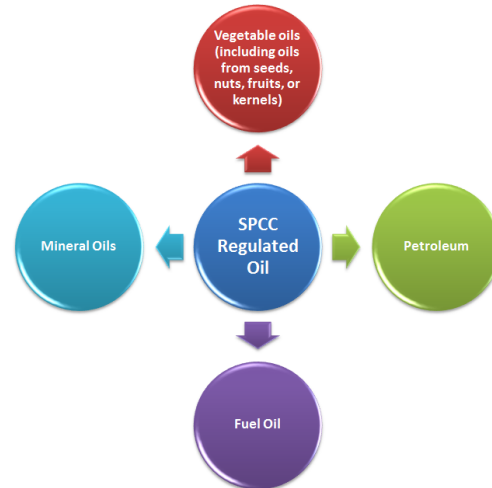 Vegetable oils
(including oils
from seeds,
nuts, fruits, or
kernels)
Mineral Oils
SPCC
Regulated
Oil
Petroleum
Fuel Oil